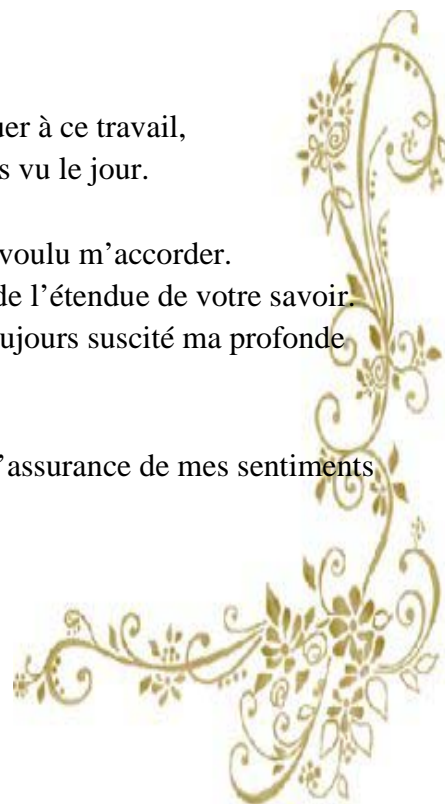 uer à ce travail,
s vu le jour.
voulu m’accorder.
de l’étendue de votre savoir.
oujours suscité ma profonde
’assurance de mes sentiments